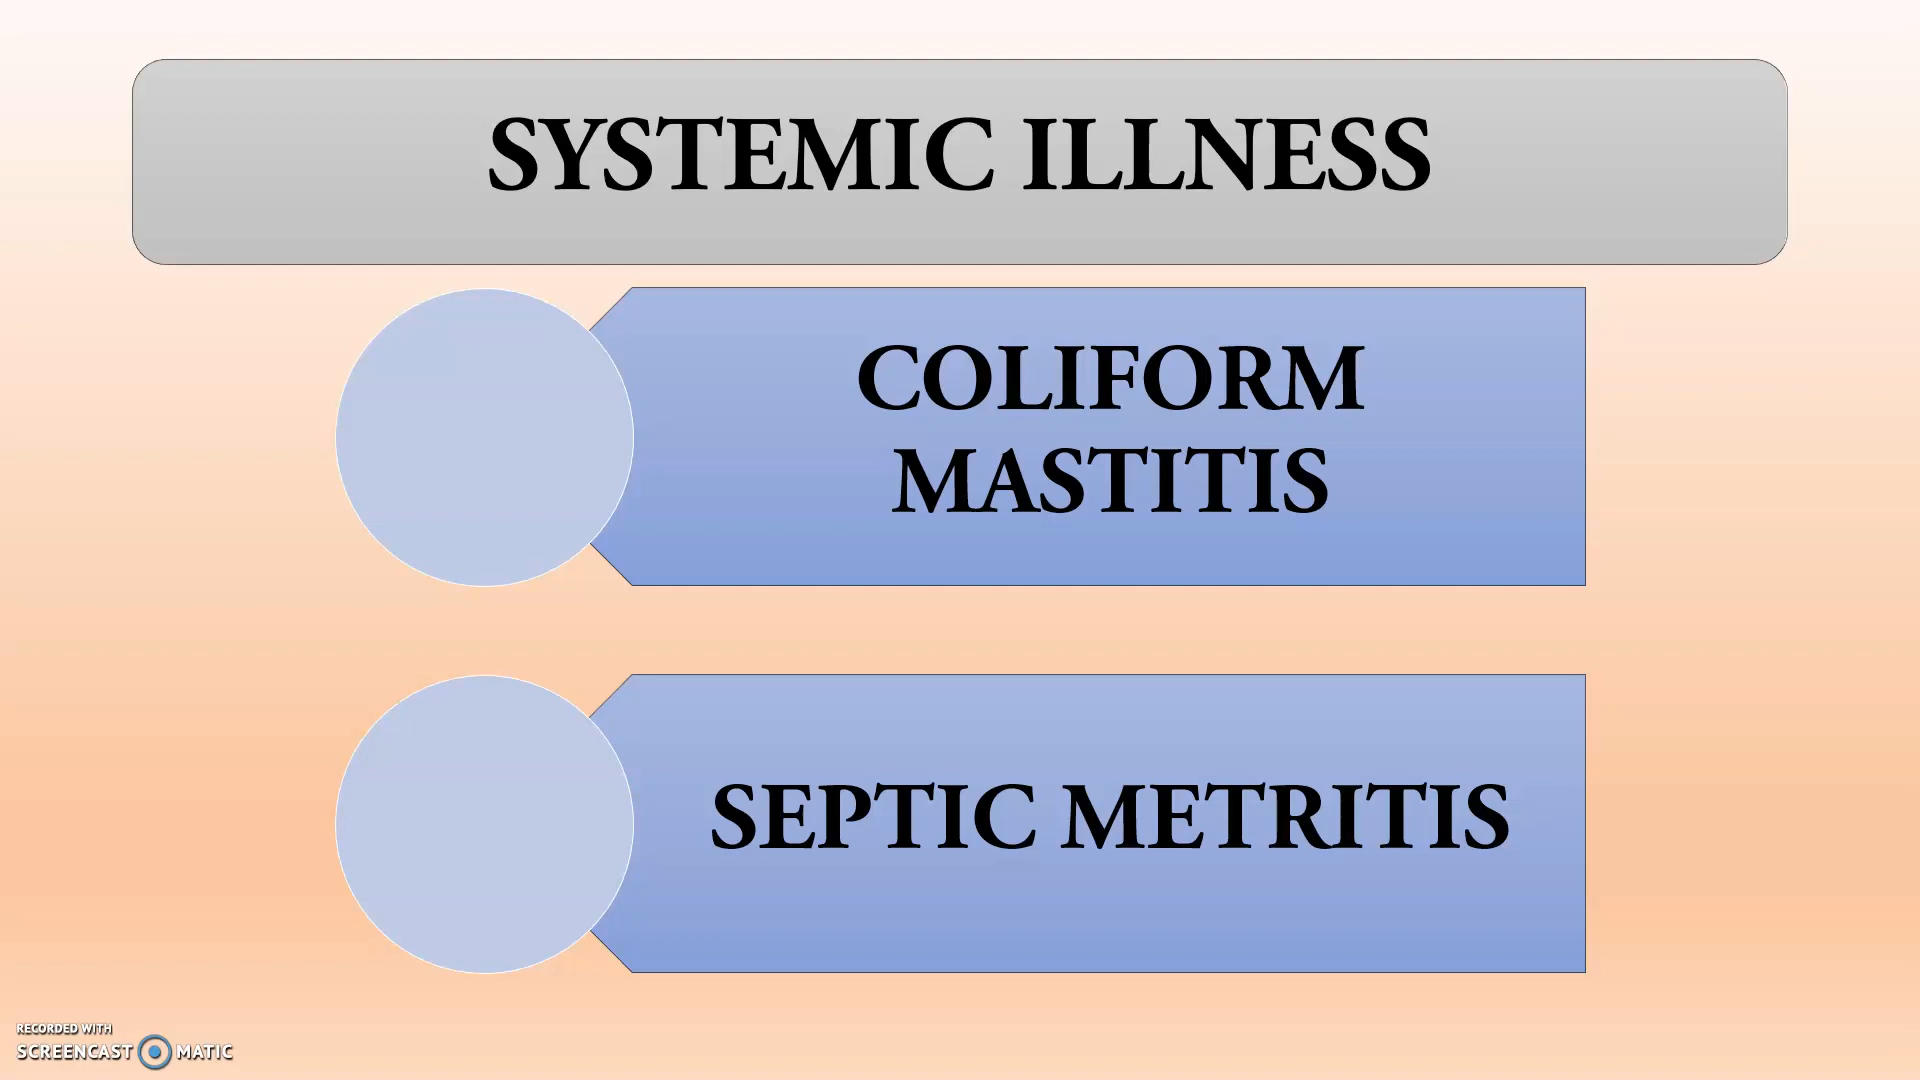 SYSTEMIC ILLNESS
COLIFORM
MASTITIS
SEPTIC METRITIS
RECORDED WITH
SCREENCAST MATIC